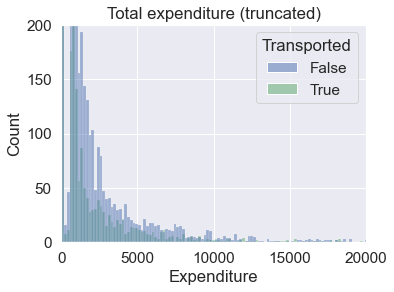 Total expenditure (truncated)
200
150
100
50
0
Count
Transported
False
True
0 5000 10000 15000 20000
Expenditure